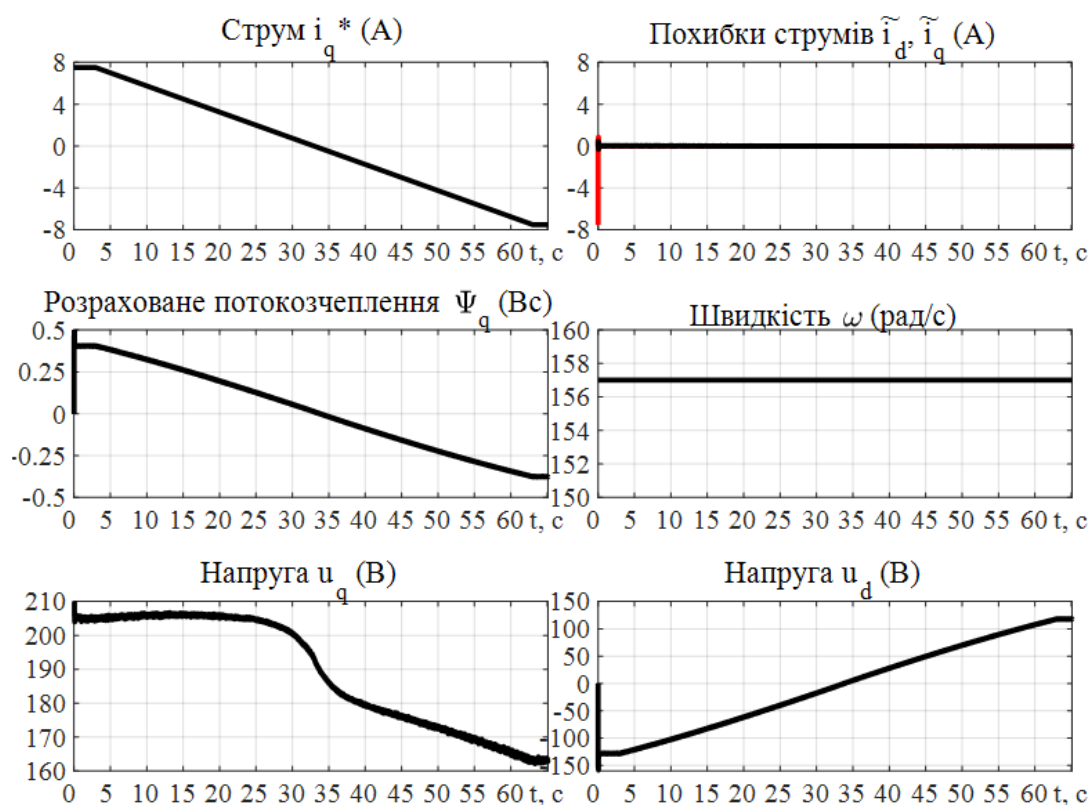 Струм i_q* (А)
8
4
0
-4
-8
0 5 10 15 20 25 30 35 40 45 50 55 60 t, c
Похибки струмів ĩ_d, ĩ_q (А)
8
4
0
-4
-8
0 5 10 15 20 25 30 35 40 45 50 55 60 t, c
Розраховане потокозчеплення Ψ_q (Вс)
0.5
0.25
0
-0.25
-0.5
0 5 10 15 20 25 30 35 40 45 50 55 60 t, c
Швидкість ω (рад/с)
160
158
156
154
152
150
0 5 10 15 20 25 30 35 40 45 50 55 60 t, c
Напруга u_q (В)
210
200
190
180
170
160
0 5 10 15 20 25 30 35 40 45 50 55 60 t, c
Напруга u_d (В)
150
100
50
0
-50
100
150
0 5 10 15 20 25 30 35 40 45 50 55 60 t, c